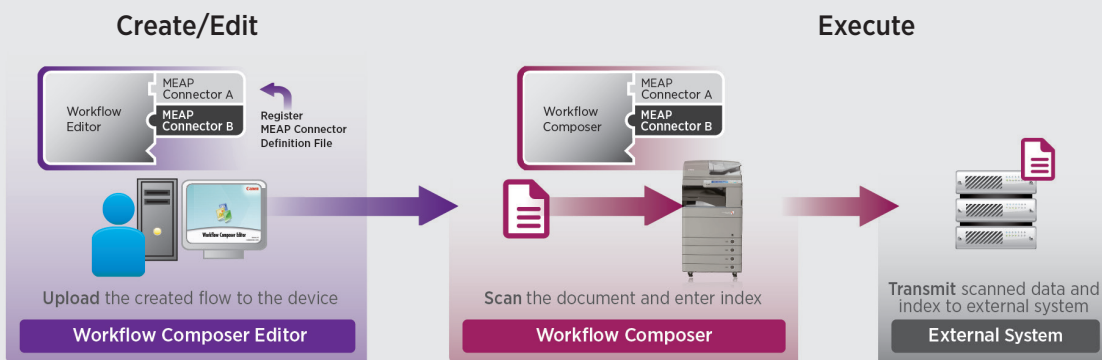 Create/Edit
Execute
Workflow
Editor
MEAP
Connector A
MEAP
Connector B
Register
MEAP Connector
Definition File
Workflow
Composer
MEAP
Connector A
MEAP
Connector B
Canon
Workflow Composer Editor
Upload the created flow to the device
Scan the document and enter index
Transmit scanned data and
index to external system
Workflow Composer Editor
Workflow Composer
External System